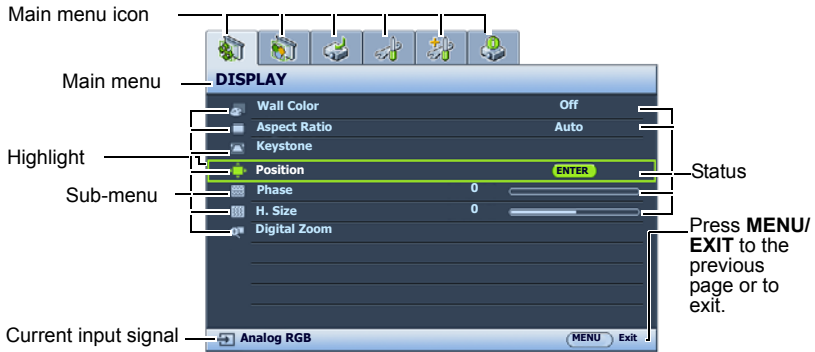 Main menu icon
Main menu
DISPLAY
Wall Color Off
Aspect Ratio Auto
Keystone
Highlight
Position ENTER
Status
Sub-menu
Phase 0
H. Size 0
Digital Zoom
Press MENU/
EXIT to the
previous
page or to
exit.
Current input signal
Analog RGB
MENU Exit